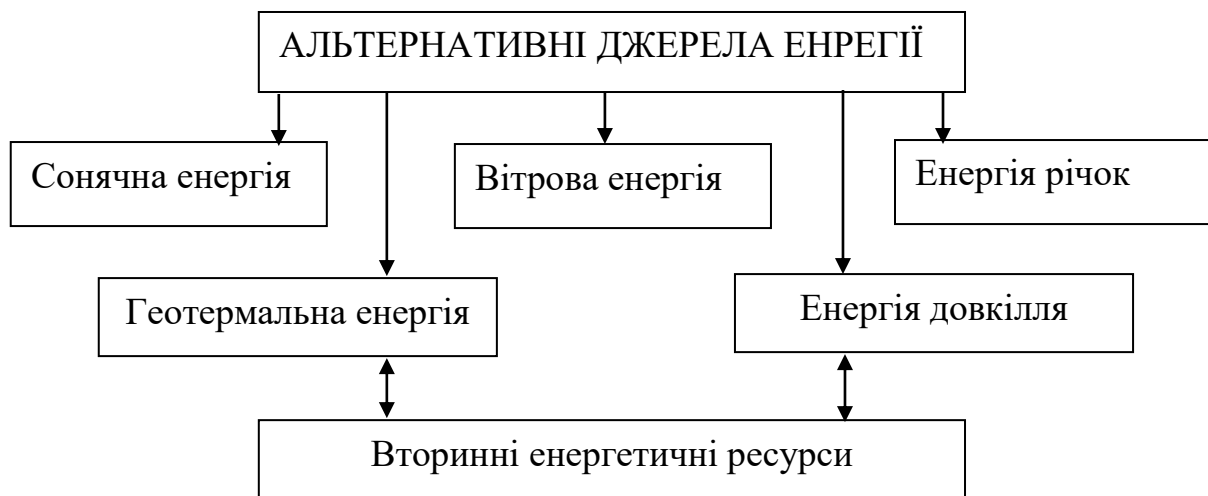 АЛЬТЕРНАТИВНІ ДЖЕРЕЛА ЕНРЕГІЇ
Сонячна енергія
Вітрова енергія
Енергія річок
Геотермальна енергія
Енергія довкілля
Вторинні енергетичні ресурси